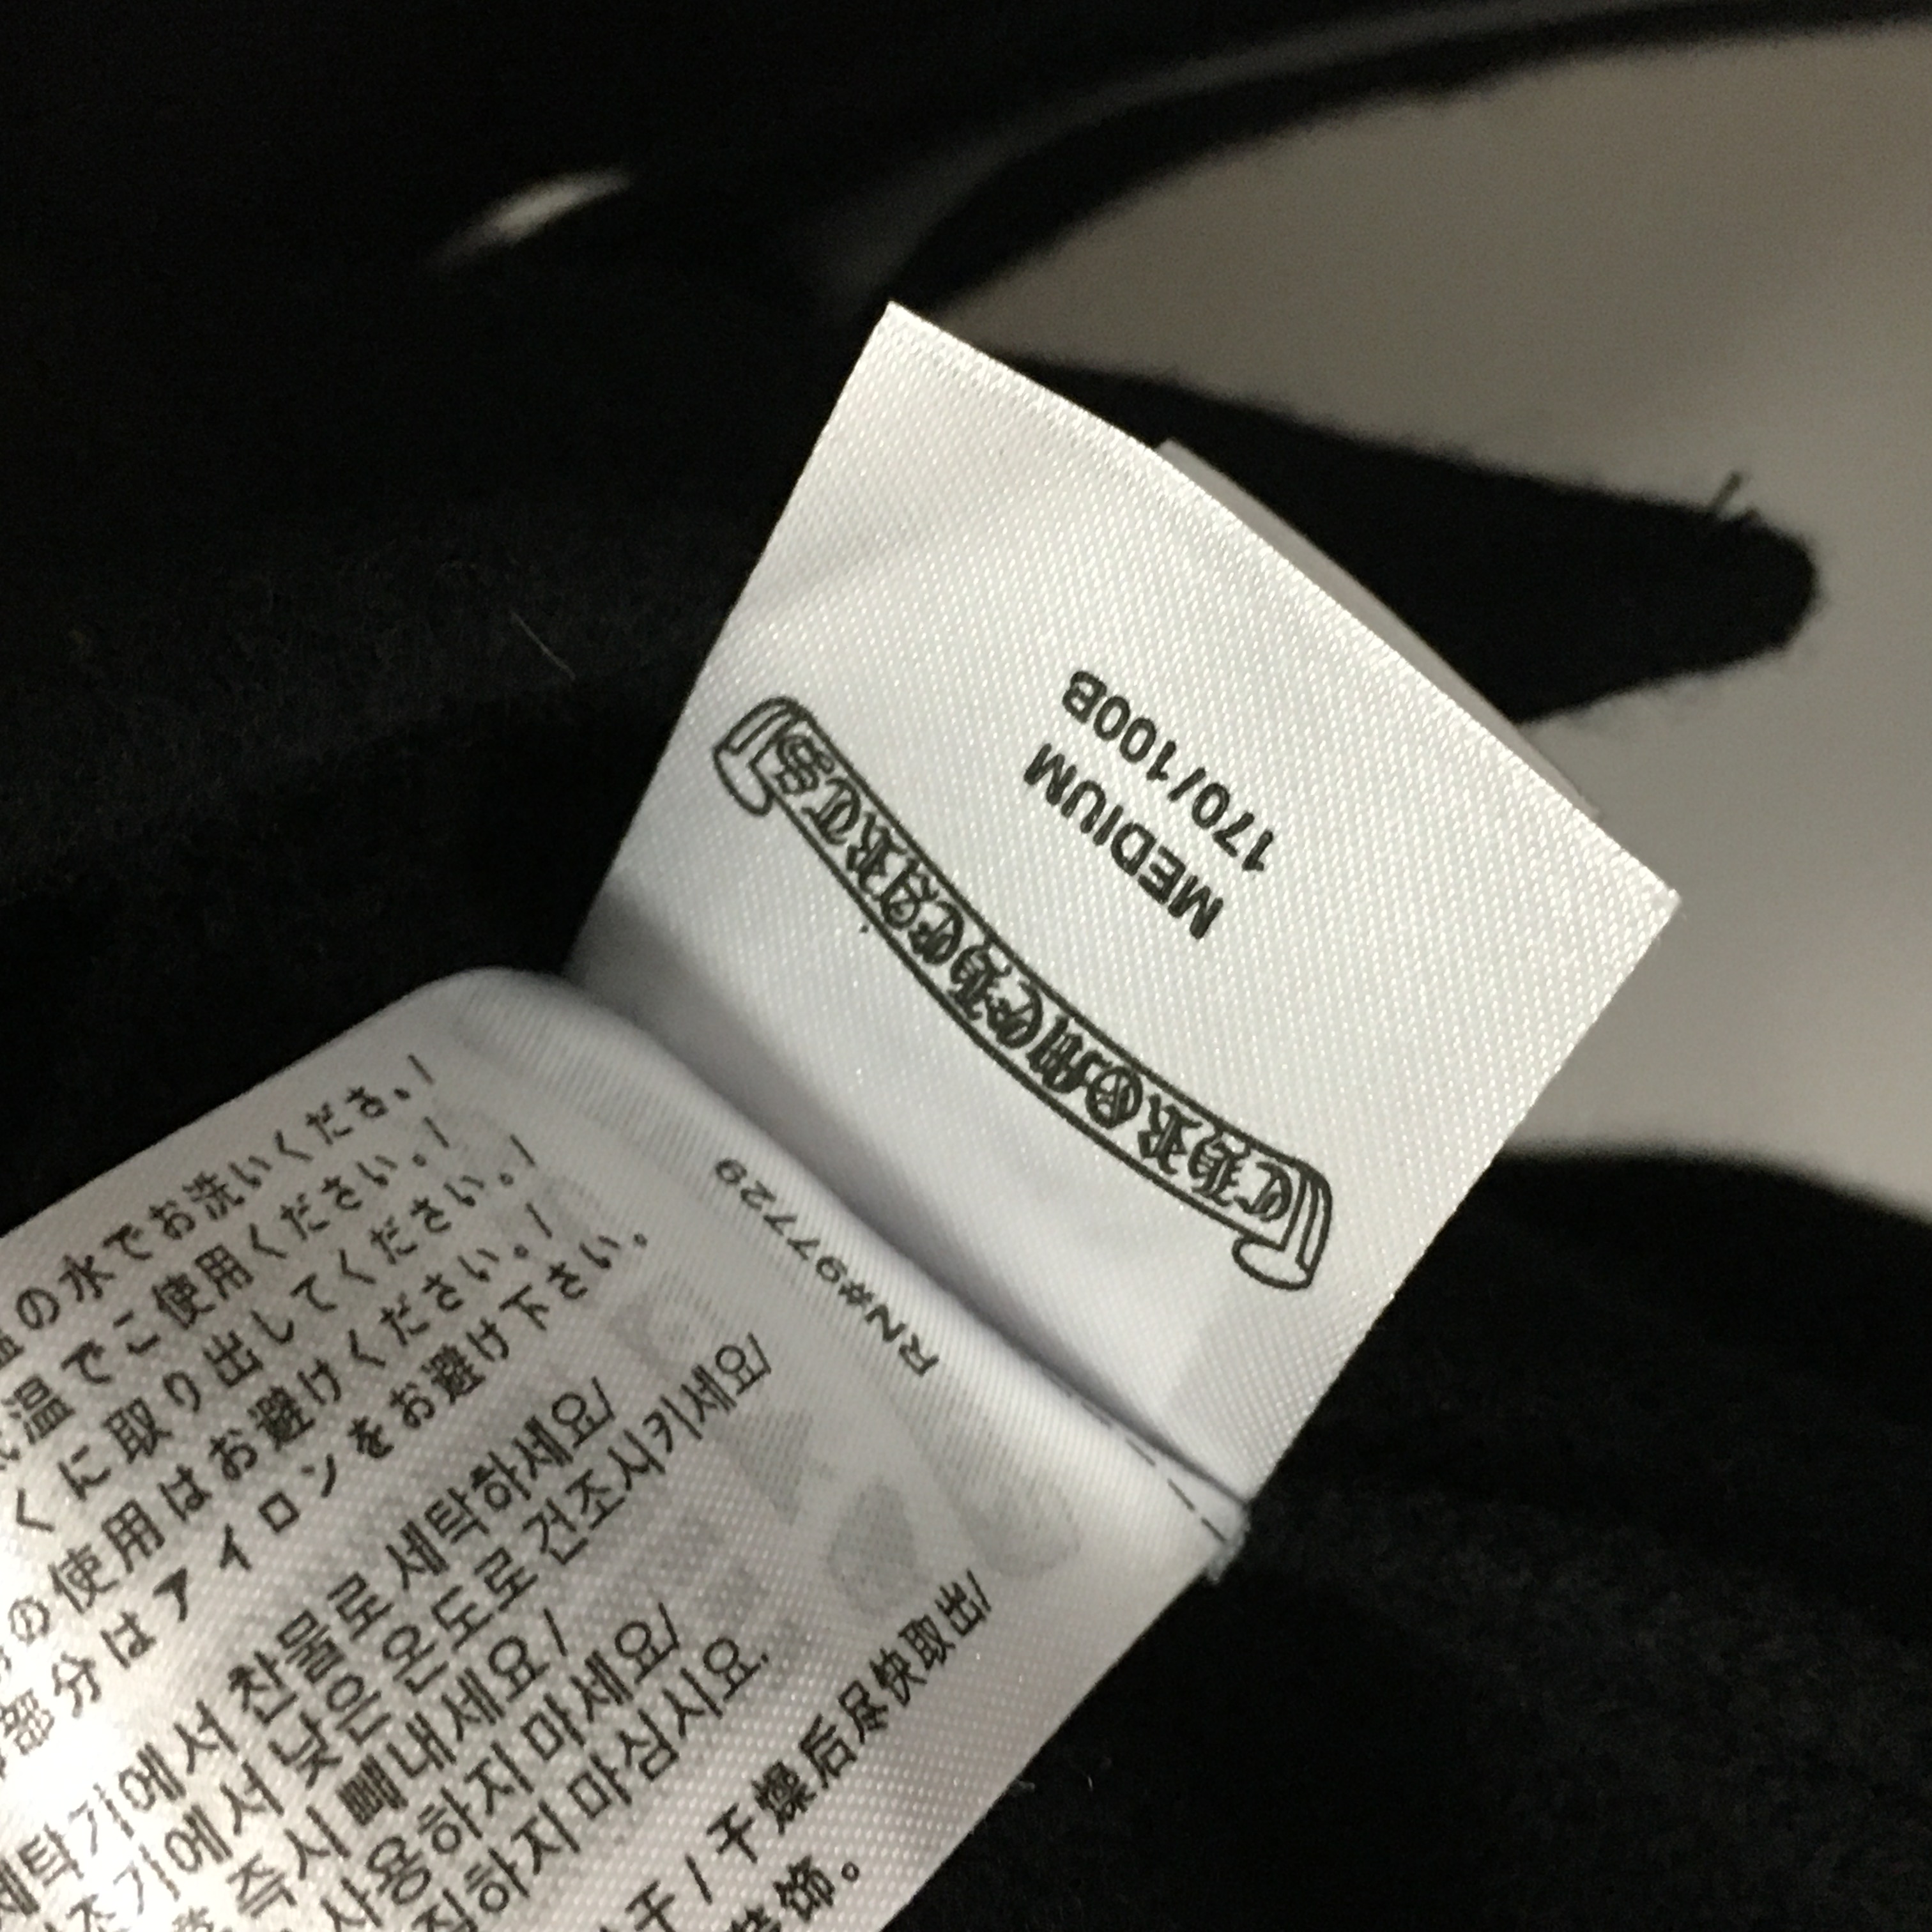 CHROME HEARTS
MEDIUM
170/100B
RN#97729
の水でお洗いくださ、/
温でご使用ください。/
くに取り出してください。/
の使用はお避けください。/
部分はアイロンをお避け下さい。
세탁기에서 찬물로 세탁하세요/
에서 낮은 온도로 건조시키세요/
즉시 빼내세요 /
사용하지 마세요/
하지 마십시요.
干 / 干燥后尽快取出/
装饰。